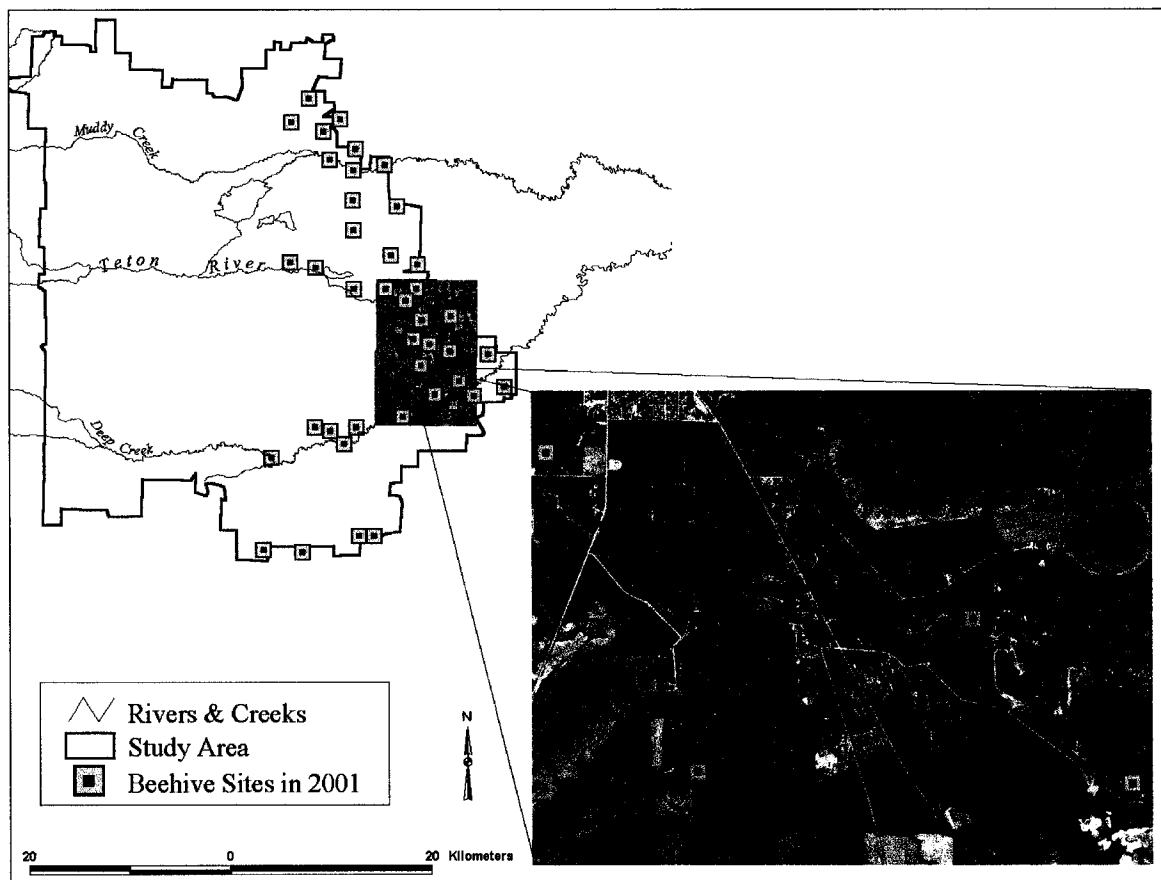 Muddy Creek
Teton River
Deep Creek
Rivers & Creeks
Study Area
Beehive Sites in 2001
N
20 0 20 Kilometers